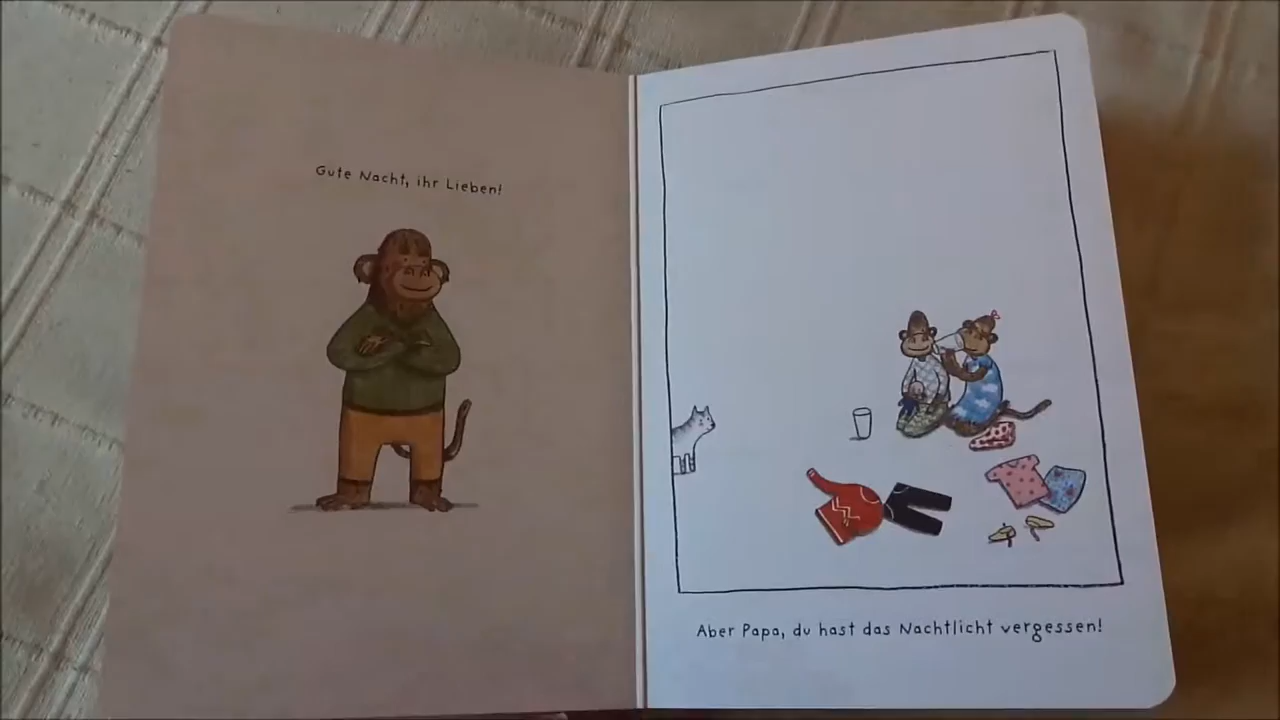 Gute Nacht, ihr Lieben!
Aber Papa, du hast das Nachtlicht vergessen!